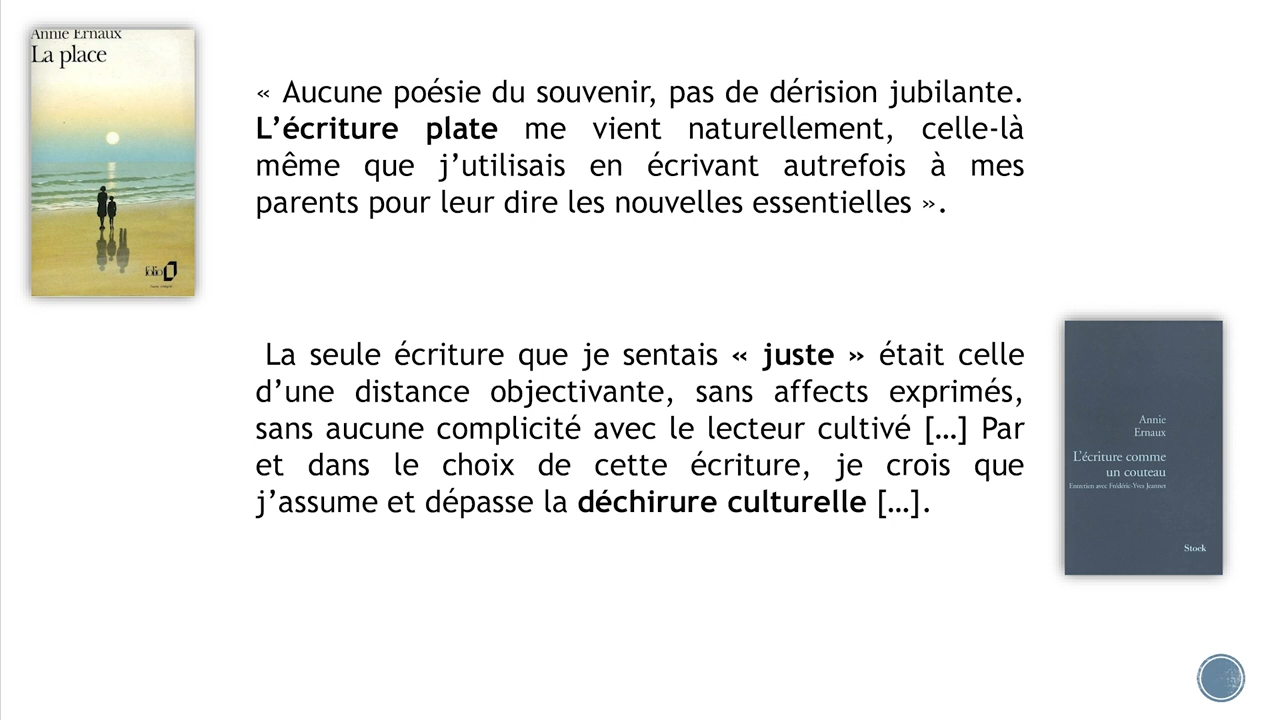 Annie Ernaux
La place
folio
« Aucune poésie du souvenir, pas de dérision jubilante.
L’écriture plate me vient naturellement, celle-là
même que j’utilisais en écrivant autrefois à mes
parents pour leur dire les nouvelles essentielles ».
La seule écriture que je sentais « juste » était celle
d’une distance objectivante, sans affects exprimés,
sans aucune complicité avec le lecteur cultivé […] Par
et dans le choix de cette écriture, je crois que
j’assume et dépasse la déchirure culturelle […].
Annie
Ernaux
L’écriture comme
un couteau
Entretien avec Frédéric-Yves Jeannet
Stock